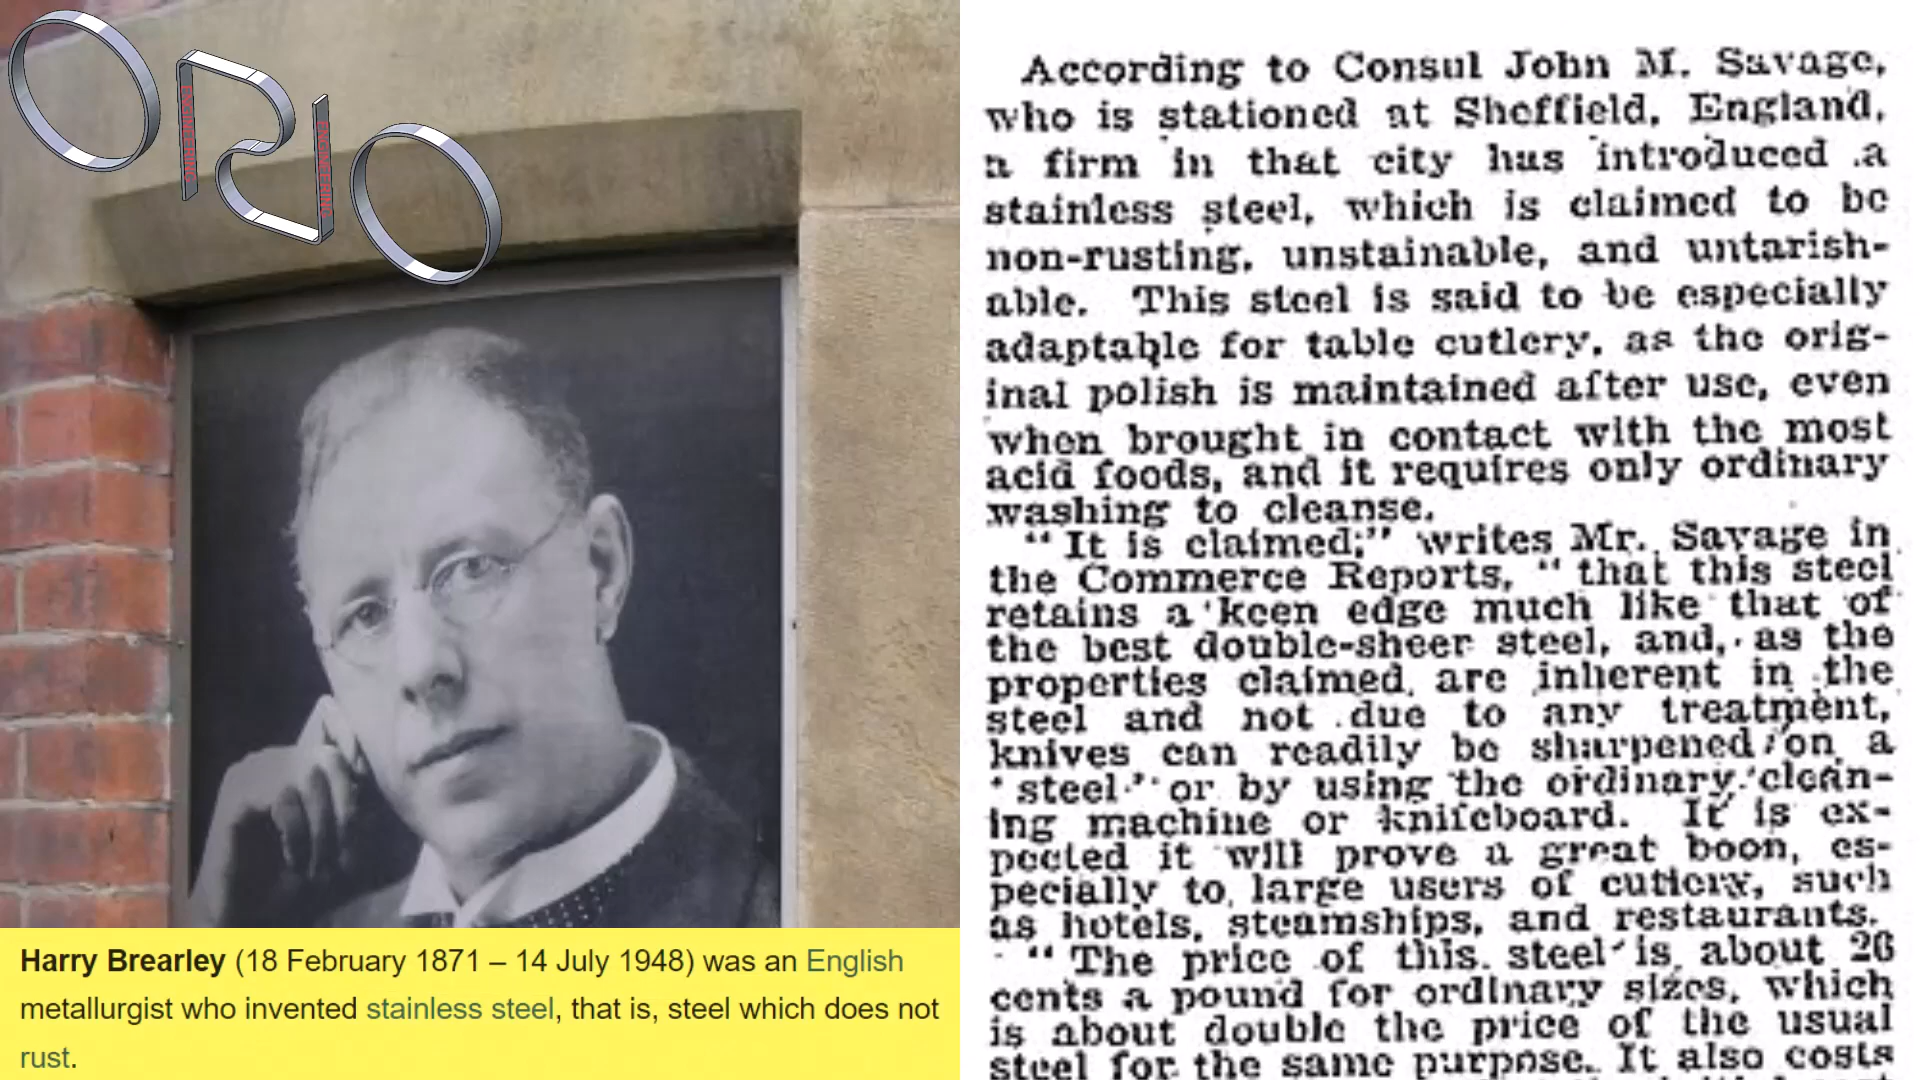 ORSO
ENGINEERING
ENGINEERING
Harry Brearley (18 February 1871 – 14 July 1948) was an English
metallurgist who invented stainless steel, that is, steel which does not
rust.
According to Consul John M. Savage,
who is stationed at Sheffield, England,
a firm in that city has introduced a
stainless steel, which is claimed to be
non-rusting, unstainable, and untarish-
able. This steel is said to be especially
adaptable for table cutlery, as the orig-
inal polish is maintained after use, even
when brought in contact with the most
acid foods, and it requires only ordinary
washing to cleanse.
"It is claimed," writes Mr. Savage in
the Commerce Reports, "that this steel
retains a keen edge much like that of
the best double-sheer steel, and, as the
properties claimed are inherent in the
steel and not due to any treatment,
knives can readily be sharpened on a
'steel' or by using the ordinary clean-
ing machine or knifeboard. It is ex-
pected it will prove a great boon, es-
pecially to large users of cutlery, such
as hotels, steamships, and restaurants.
"The price of this steel is about 26
cents a pound for ordinary sizes, which
is about double the price of the usual
steel for the same purpose. It also costs